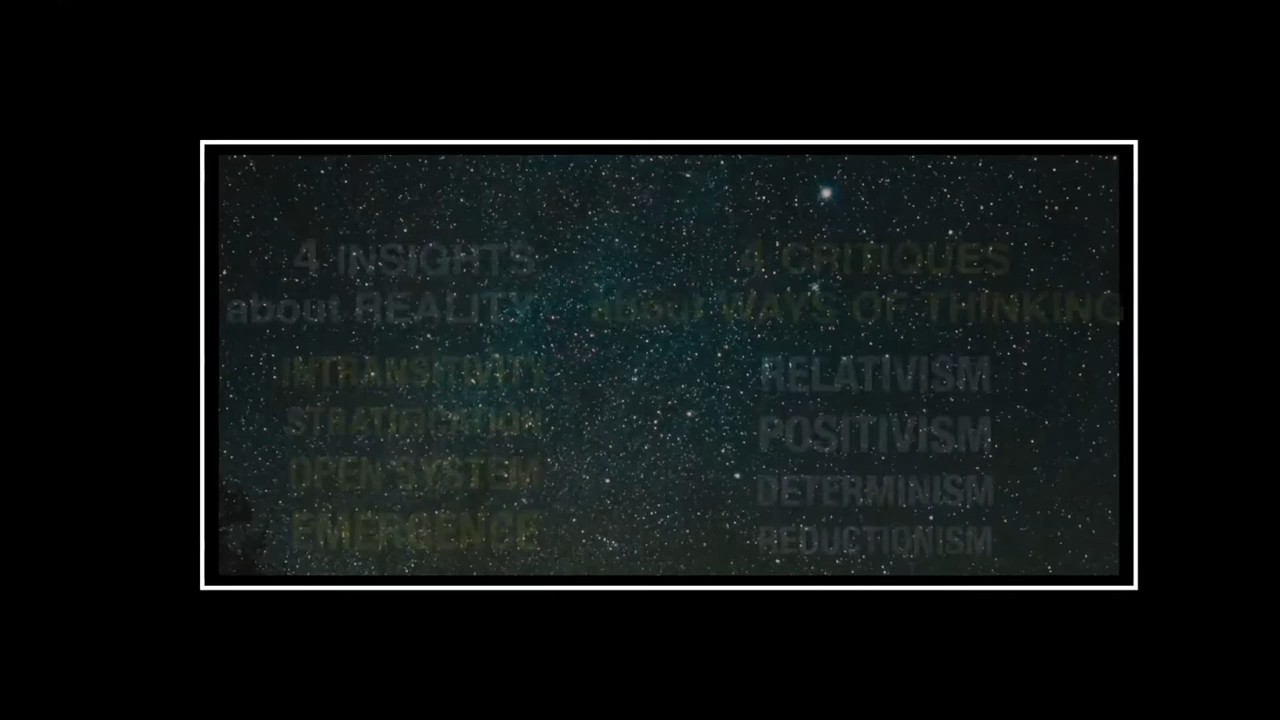 4 INSIGHTS
about REALITY
INTRANSITIVITY
STRATIFICATION
OPEN SYSTEM
EMERGENCE
4 CRITIQUES
about WAYS OF THINKING
RELATIVISM
POSITIVISM
DETERMINISM
REDUCTIONISM